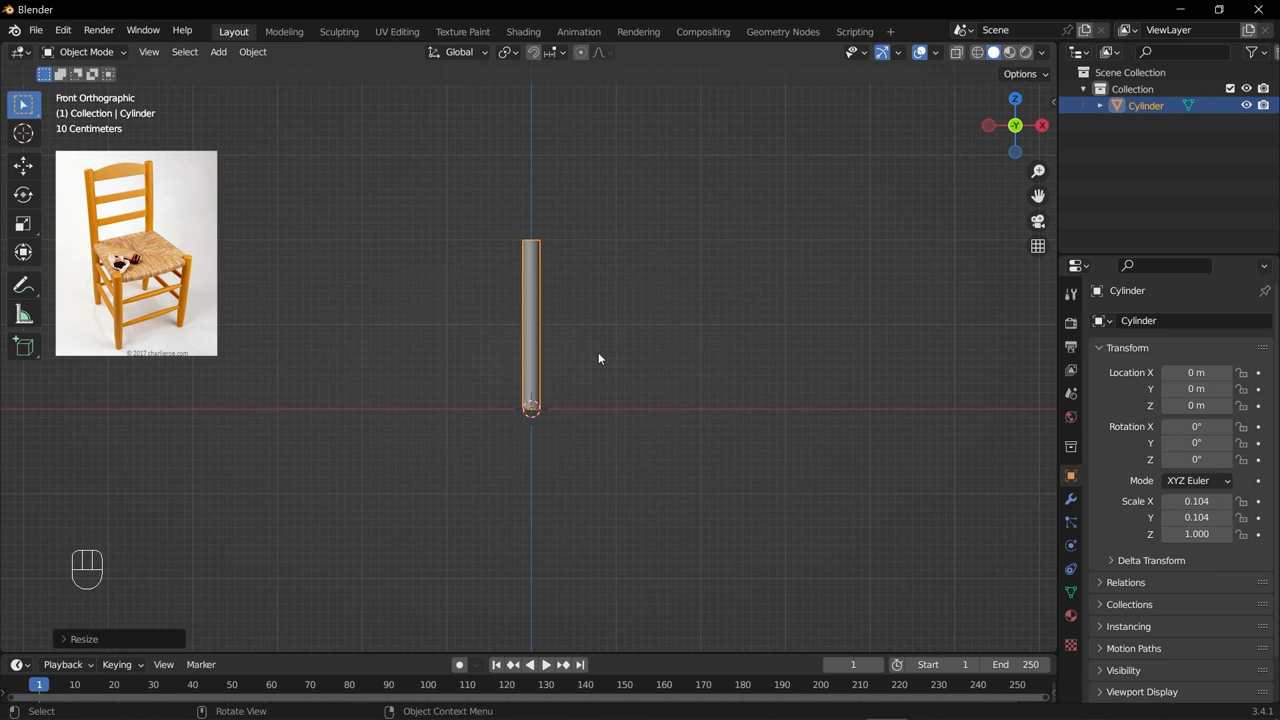 Blender
File Edit Render Window Help Layout Modeling Sculpting UV Editing Texture Paint Shading Animation Rendering Compositing Geometry Nodes Scripting + Scene ViewLayer
Object Mode View Select Add Object Global
Options
Front Orthographic
(1) Collection | Cylinder
10 Centimeters
Z
-Y
X
© 2017 charlieroe.com
Resize
Scene Collection
Collection
Cylinder
Cylinder
Cylinder
Transform
Location X 0 m
Y 0 m
Z 0 m
Rotation X 0°
Y 0°
Z 0°
Mode XYZ Euler
Scale X 0.104
Y 0.104
Z 1.000
Delta Transform
Relations
Collections
Instancing
Motion Paths
Visibility
Viewport Display
Playback Keying View Marker 1 Start 1 End 250
1 10 20 30 40 50 60 70 80 90 100 110 120 130 140 150 160 170 180 190 200 210 220 230 240 250
Select Rotate View Object Context Menu 3.4.1